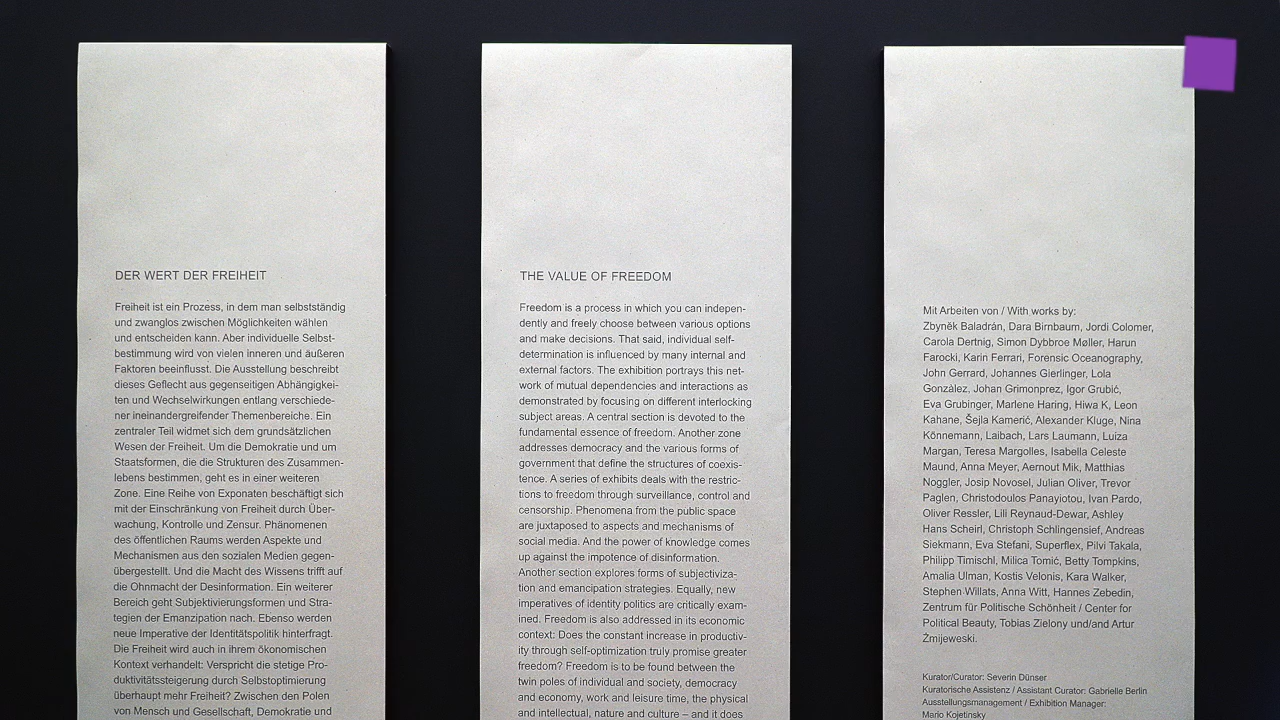 DER WERT DER FREIHEIT
Freiheit ist ein Prozess, in dem man selbstständig
und zwanglos zwischen Möglichkeiten wählen
und entscheiden kann. Aber individuelle Selbst-
bestimmung wird von vielen inneren und äußeren
Faktoren beeinflusst. Die Ausstellung beschreibt
dieses Geflecht aus gegenseitigen Abhängigkei-
ten und Wechselwirkungen entlang verschiede-
ner ineinandergreifender Themenbereiche. Ein
zentraler Teil widmet sich dem grundsätzlichen
Wesen der Freiheit. Um die Demokratie und um
Staatsformen, die die Strukturen des Zusammen-
lebens bestimmen, geht es in einer weiteren
Zone. Eine Reihe von Exponaten beschäftigt sich
mit der Einschränkung von Freiheit durch Über-
wachung, Kontrolle und Zensur. Phänomenen
des öffentlichen Raums werden Aspekte und
Mechanismen aus den sozialen Medien gegen-
übergestellt. Und die Macht des Wissens trifft auf
die Ohnmacht der Desinformation. Ein weiterer
Bereich geht Subjektivierungsformen und Stra-
tegien der Emanzipation nach. Ebenso werden
neue Imperative der Identitätspolitik hinterfragt.
Die Freiheit wird auch in ihrem ökonomischen
Kontext verhandelt: Verspricht die stetige Pro-
duktivitätssteigerung durch Selbstoptimierung
überhaupt mehr Freiheit? Zwischen den Polen
von Mensch und Gesellschaft, Demokratie und
THE VALUE OF FREEDOM
Freedom is a process in which you can indepen-
dently and freely choose between various options
and make decisions. That said, individual self-
determination is influenced by many internal and
external factors. The exhibition portrays this net-
work of mutual dependencies and interactions as
demonstrated by focusing on different interlocking
subject areas. A central section is devoted to the
fundamental essence of freedom. Another zone
addresses democracy and the various forms of
government that define the structures of coexis-
tence. A series of exhibits deals with the restric-
tions to freedom through surveillance, control and
censorship. Phenomena from the public space
are juxtaposed to aspects and mechanisms of
social media. And the power of knowledge comes
up against the impotence of disinformation.
Another section explores forms of subjectiviza-
tion and emancipation strategies. Equally, new
imperatives of identity politics are critically exam-
ined. Freedom is also addressed in its economic
context: Does the constant increase in productiv-
ity through self-optimization truly promise greater
freedom? Freedom is to be found between the
twin poles of individual and society, democracy
and economy, work and leisure time, the physical
and intellectual, nature and culture – and it does
Mit Arbeiten von / With works by:
Zbyněk Baladrán, Dara Birnbaum, Jordi Colomer,
Carola Dertnig, Simon Dybbroe Møller, Harun
Farocki, Karin Ferrari, Forensic Oceanography,
John Gerrard, Johannes Gierlinger, Lola
Gonzàlez, Johan Grimonprez, Igor Grubić,
Eva Grubinger, Marlene Haring, Hiwa K, Leon
Kahane, Šejla Kamerić, Alexander Kluge, Nina
Könnemann, Laibach, Lars Laumann, Luiza
Margan, Teresa Margolles, Isabella Celeste
Maund, Anna Meyer, Aernout Mik, Matthias
Noggler, Josip Novosel, Julian Oliver, Trevor
Paglen, Christodoulos Panayiotou, Ivan Pardo,
Oliver Ressler, Lili Reynaud-Dewar, Ashley
Hans Scheirl, Christoph Schlingensief, Andreas
Siekmann, Eva Stefani, Superflex, Pilvi Takala,
Philipp Timischl, Milica Tomić, Betty Tompkins,
Amalia Ulman, Kostis Velonis, Kara Walker,
Stephen Willats, Anna Witt, Hannes Zebedin,
Zentrum für Politische Schönheit / Center for
Political Beauty, Tobias Zielony und/and Artur
Żmijewski.
Kurator/Curator: Severin Dünser
Kuratorische Assistenz / Assistant Curator: Gabrielle Berlin
Ausstellungsmanagement / Exhibition Manager:
Mario Kojetinsky